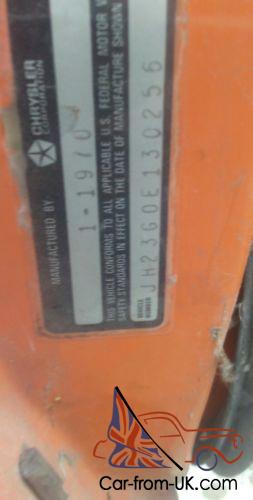 MANUFACTURED BY CHRYSLER
CORPORATION
1-1970
THIS VEHICLE CONFORMS TO ALL APPLICABLE U.S. FEDERAL MOTOR V
SAFETY STANDARDS IN EFFECT ON THE DATE OF MANUFACTURE SHOWN
VEHICLE
NUMBER
JH23G0E130256
Car-from-UK.com